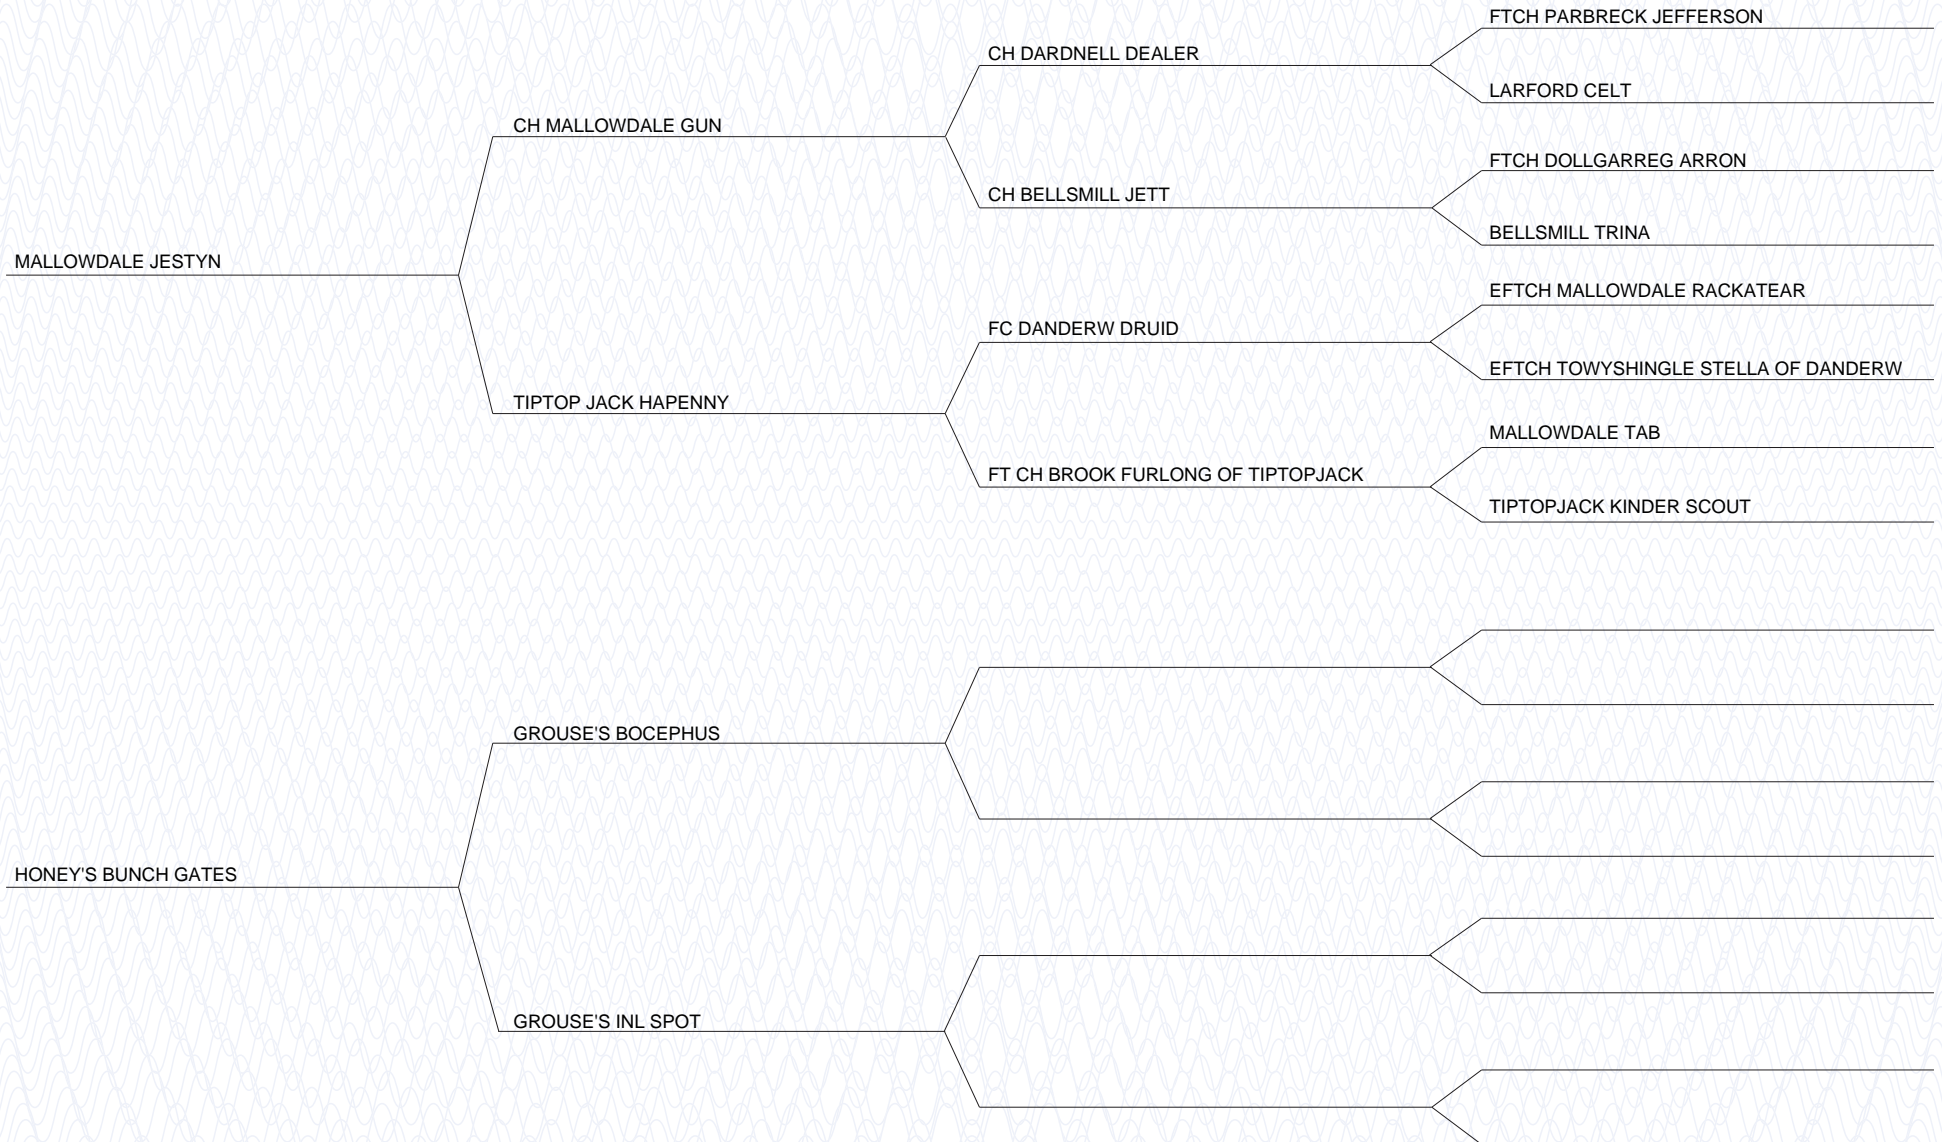 FTCH PARBRECK JEFFERSON
CH DARDNELL DEALER
LARFORD CELT
CH MALLOWDALE GUN
FTCH DOLLGARREG ARRON
CH BELLSMILL JETT
BELLSMILL TRINA
MALLOWDALE JESTYN
EFTCH MALLOWDALE RACKATEAR
FC DANDERW DRUID
EFTCH TOWYSHINGLE STELLA OF DANDERW
TIPTOP JACK HAPENNY
MALLOWDALE TAB
FT CH BROOK FURLONG OF TIPTOPJACK
TIPTOPJACK KINDER SCOUT
GROUSE'S BOCEPHUS
HONEY'S BUNCH GATES
GROUSE'S INL SPOT